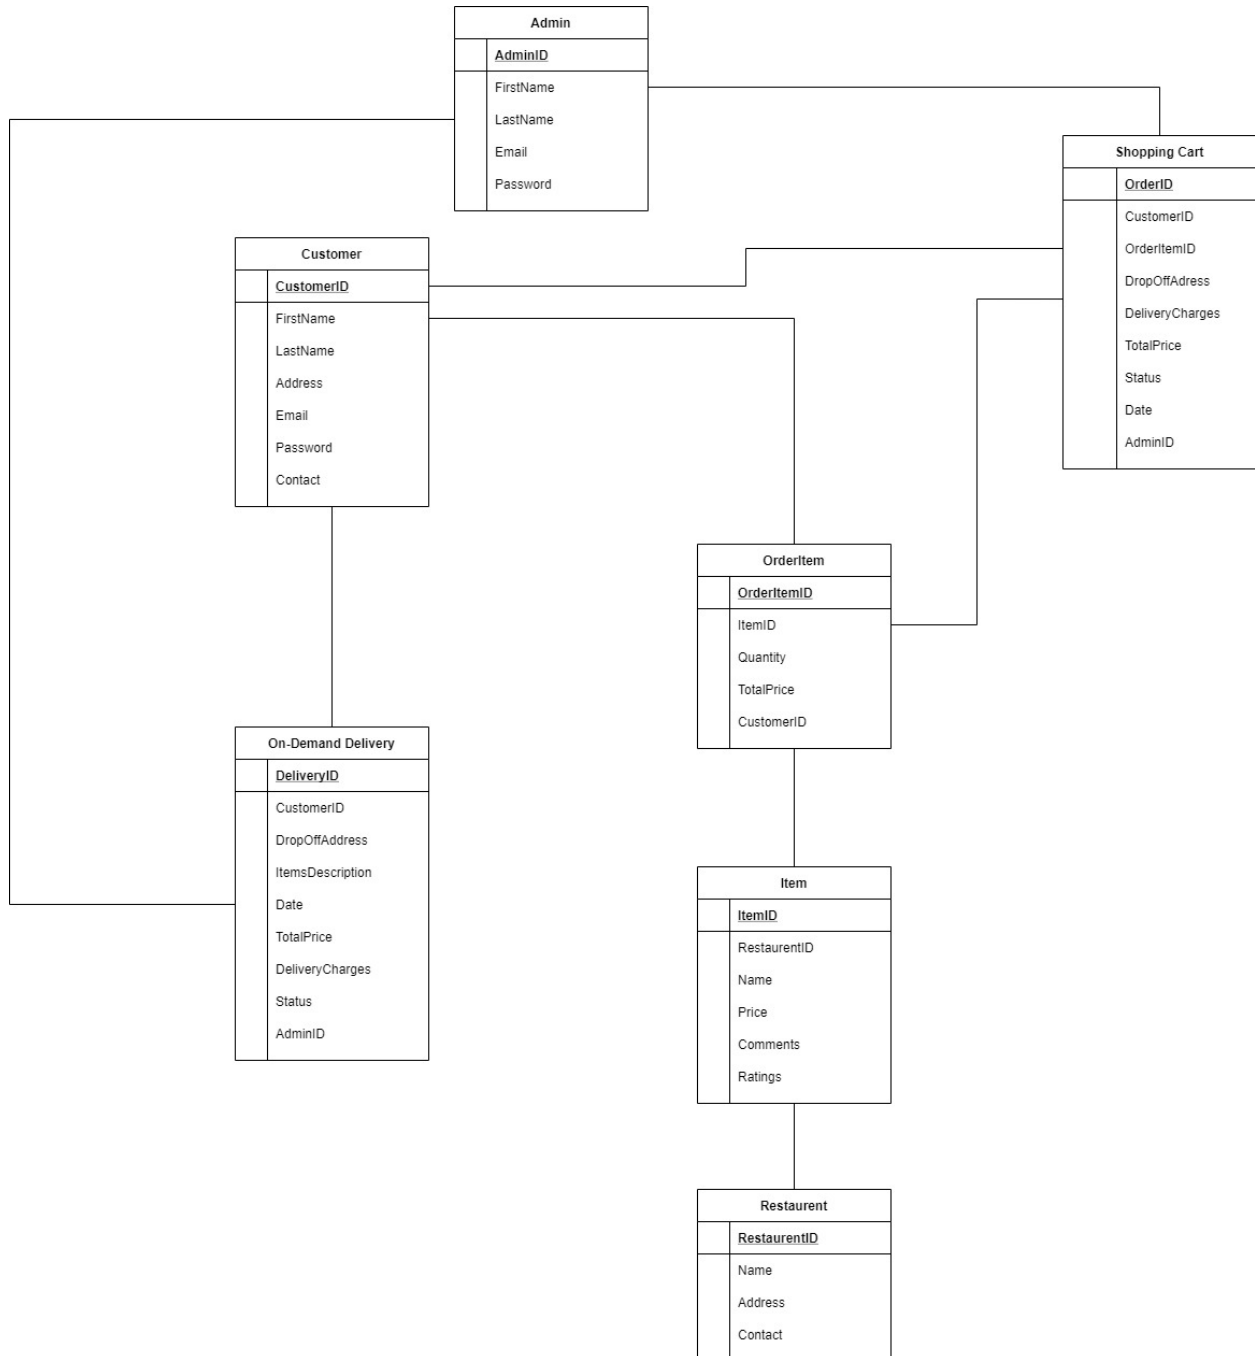 Admin
AdminID
FirstName
LastName
Email
Password
Shopping Cart
OrderID
CustomerID
OrderItemID
DropOffAdress
DeliveryCharges
TotalPrice
Status
Date
AdminID
Customer
CustomerID
FirstName
LastName
Address
Email
Password
Contact
OrderItem
OrderItemID
ItemID
Quantity
TotalPrice
CustomerID
On-Demand Delivery
DeliveryID
CustomerID
DropOffAddress
ItemsDescription
Date
TotalPrice
DeliveryCharges
Status
AdminID
Item
ItemID
RestaurentID
Name
Price
Comments
Ratings
Restaurent
RestaurentID
Name
Address
Contact